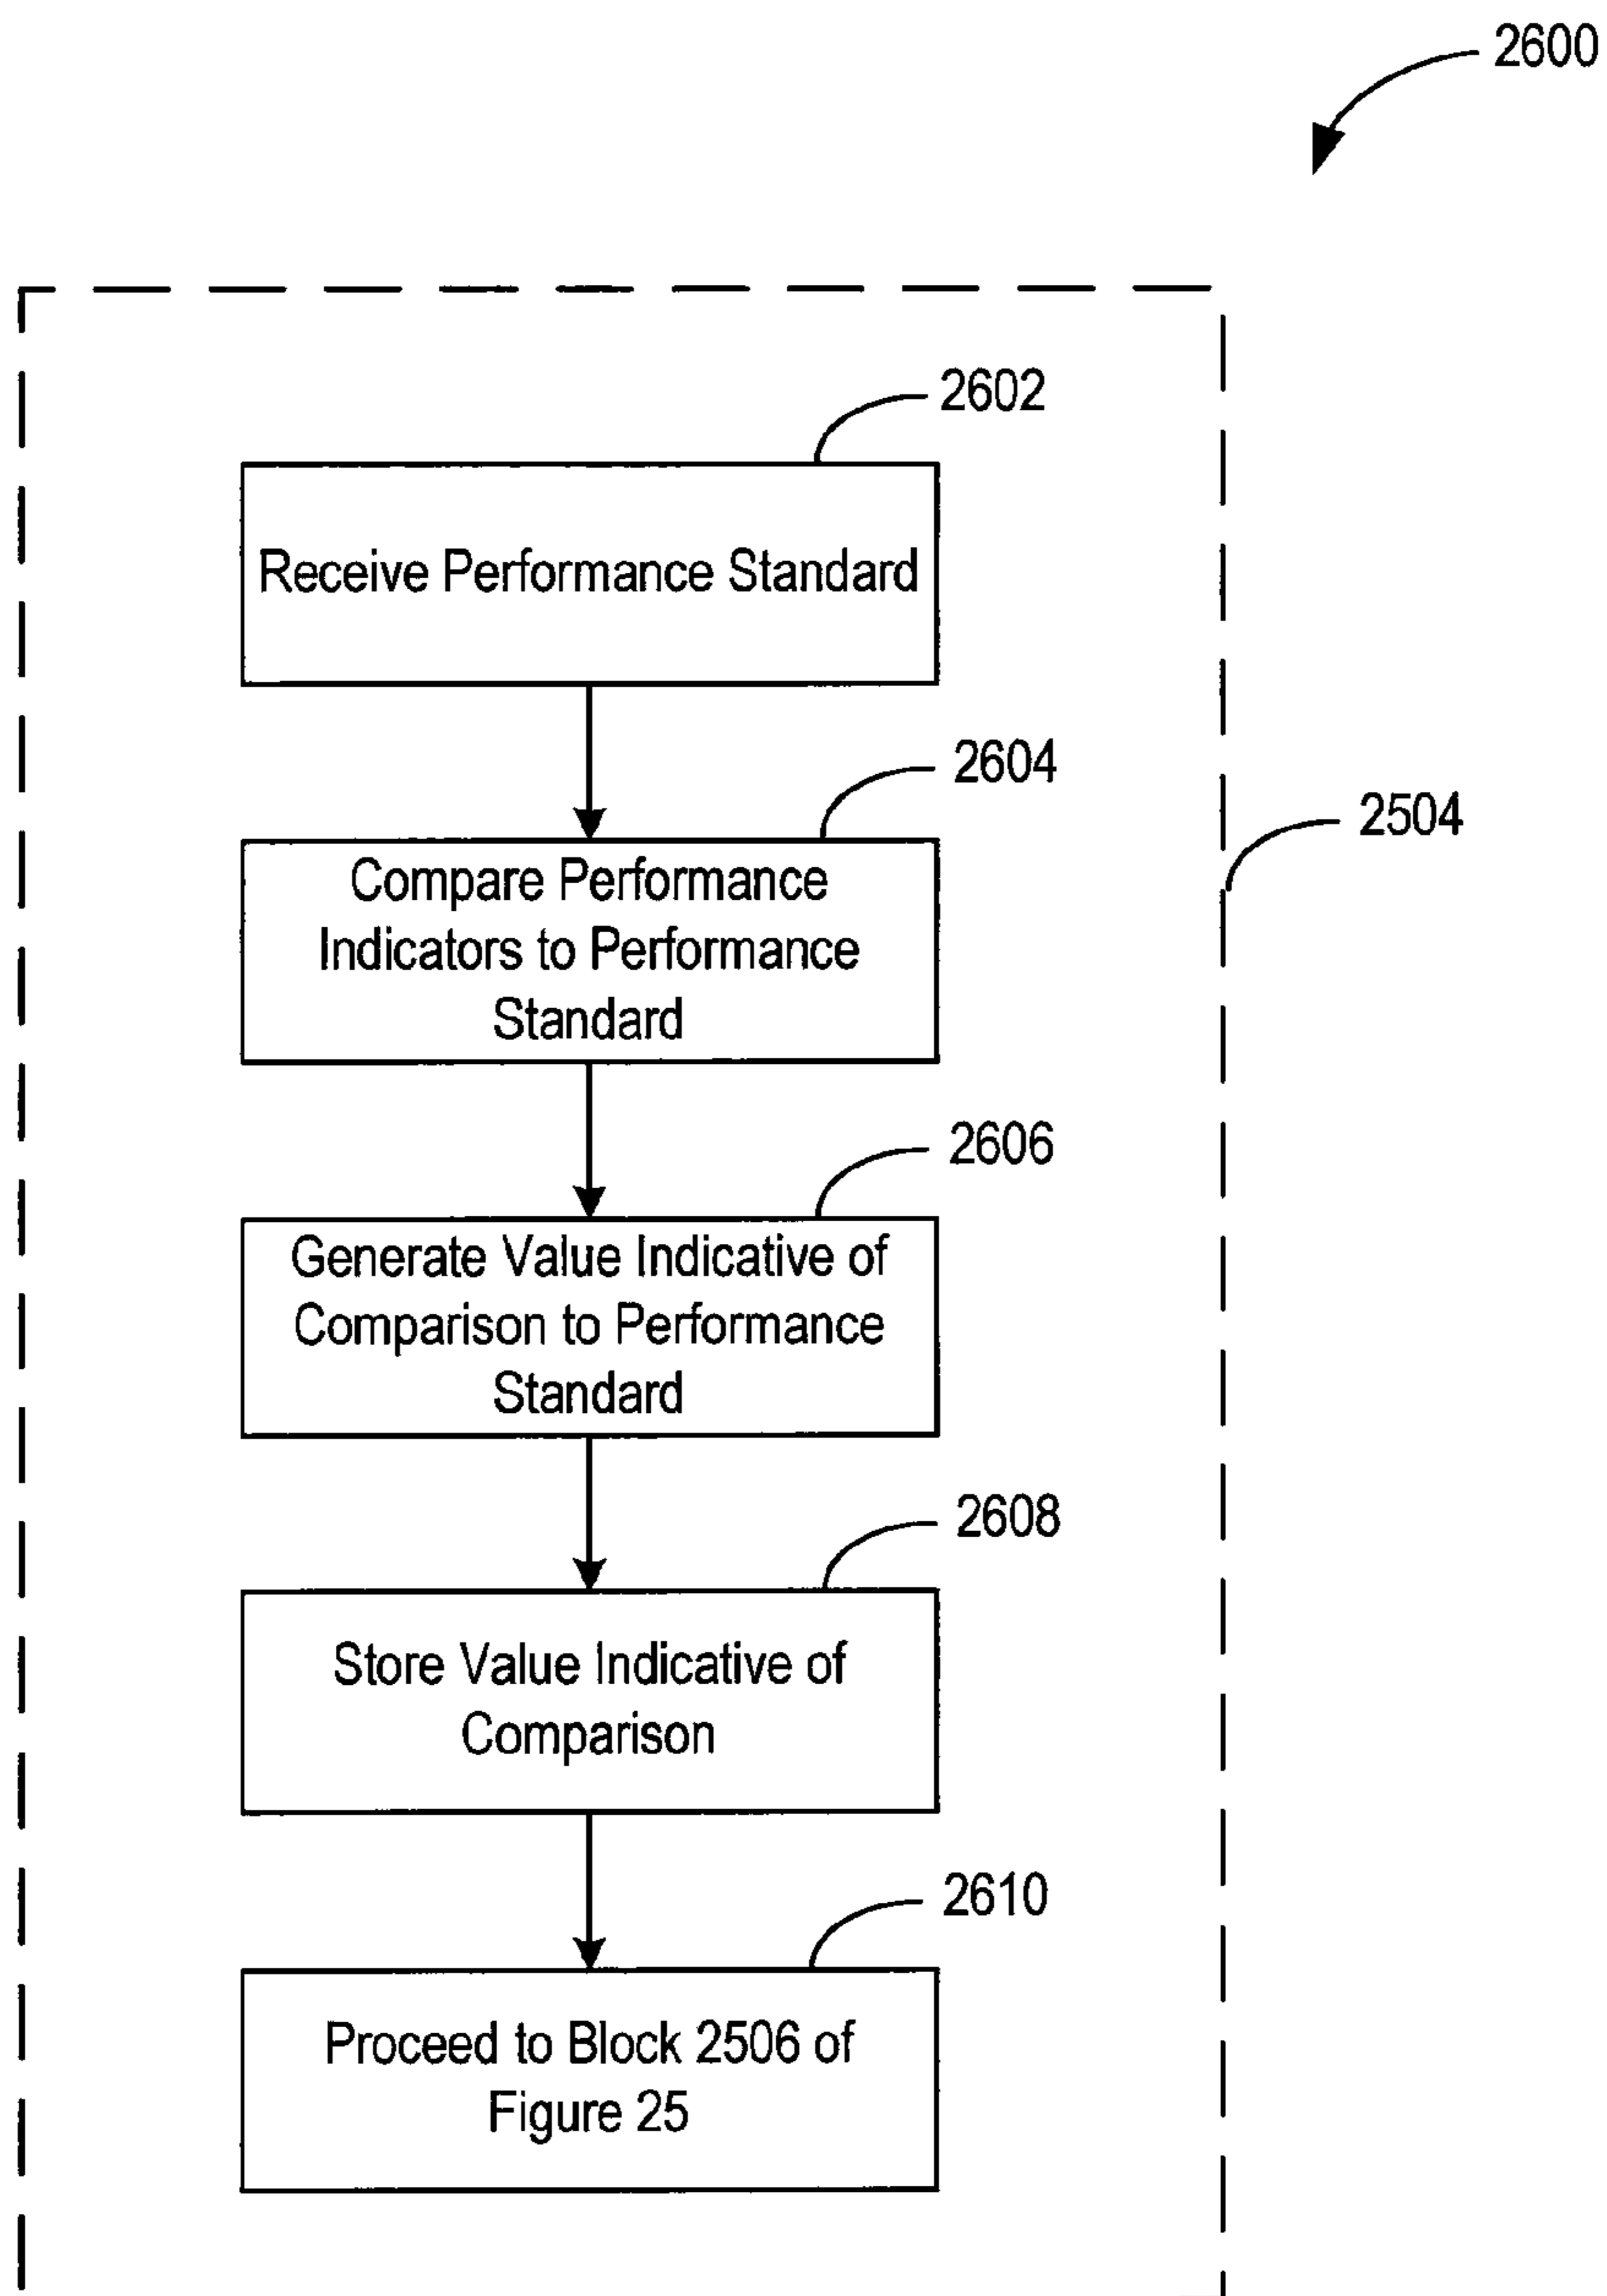 2600
2602
Receive Performance Standard
2604
Compare Performance
Indicators to Performance
Standard
2504
2606
Generate Value Indicative of
Comparison to Performance
Standard
2608
Store Value Indicative of
Comparison
2610
Proceed to Block 2506 of
Figure 25